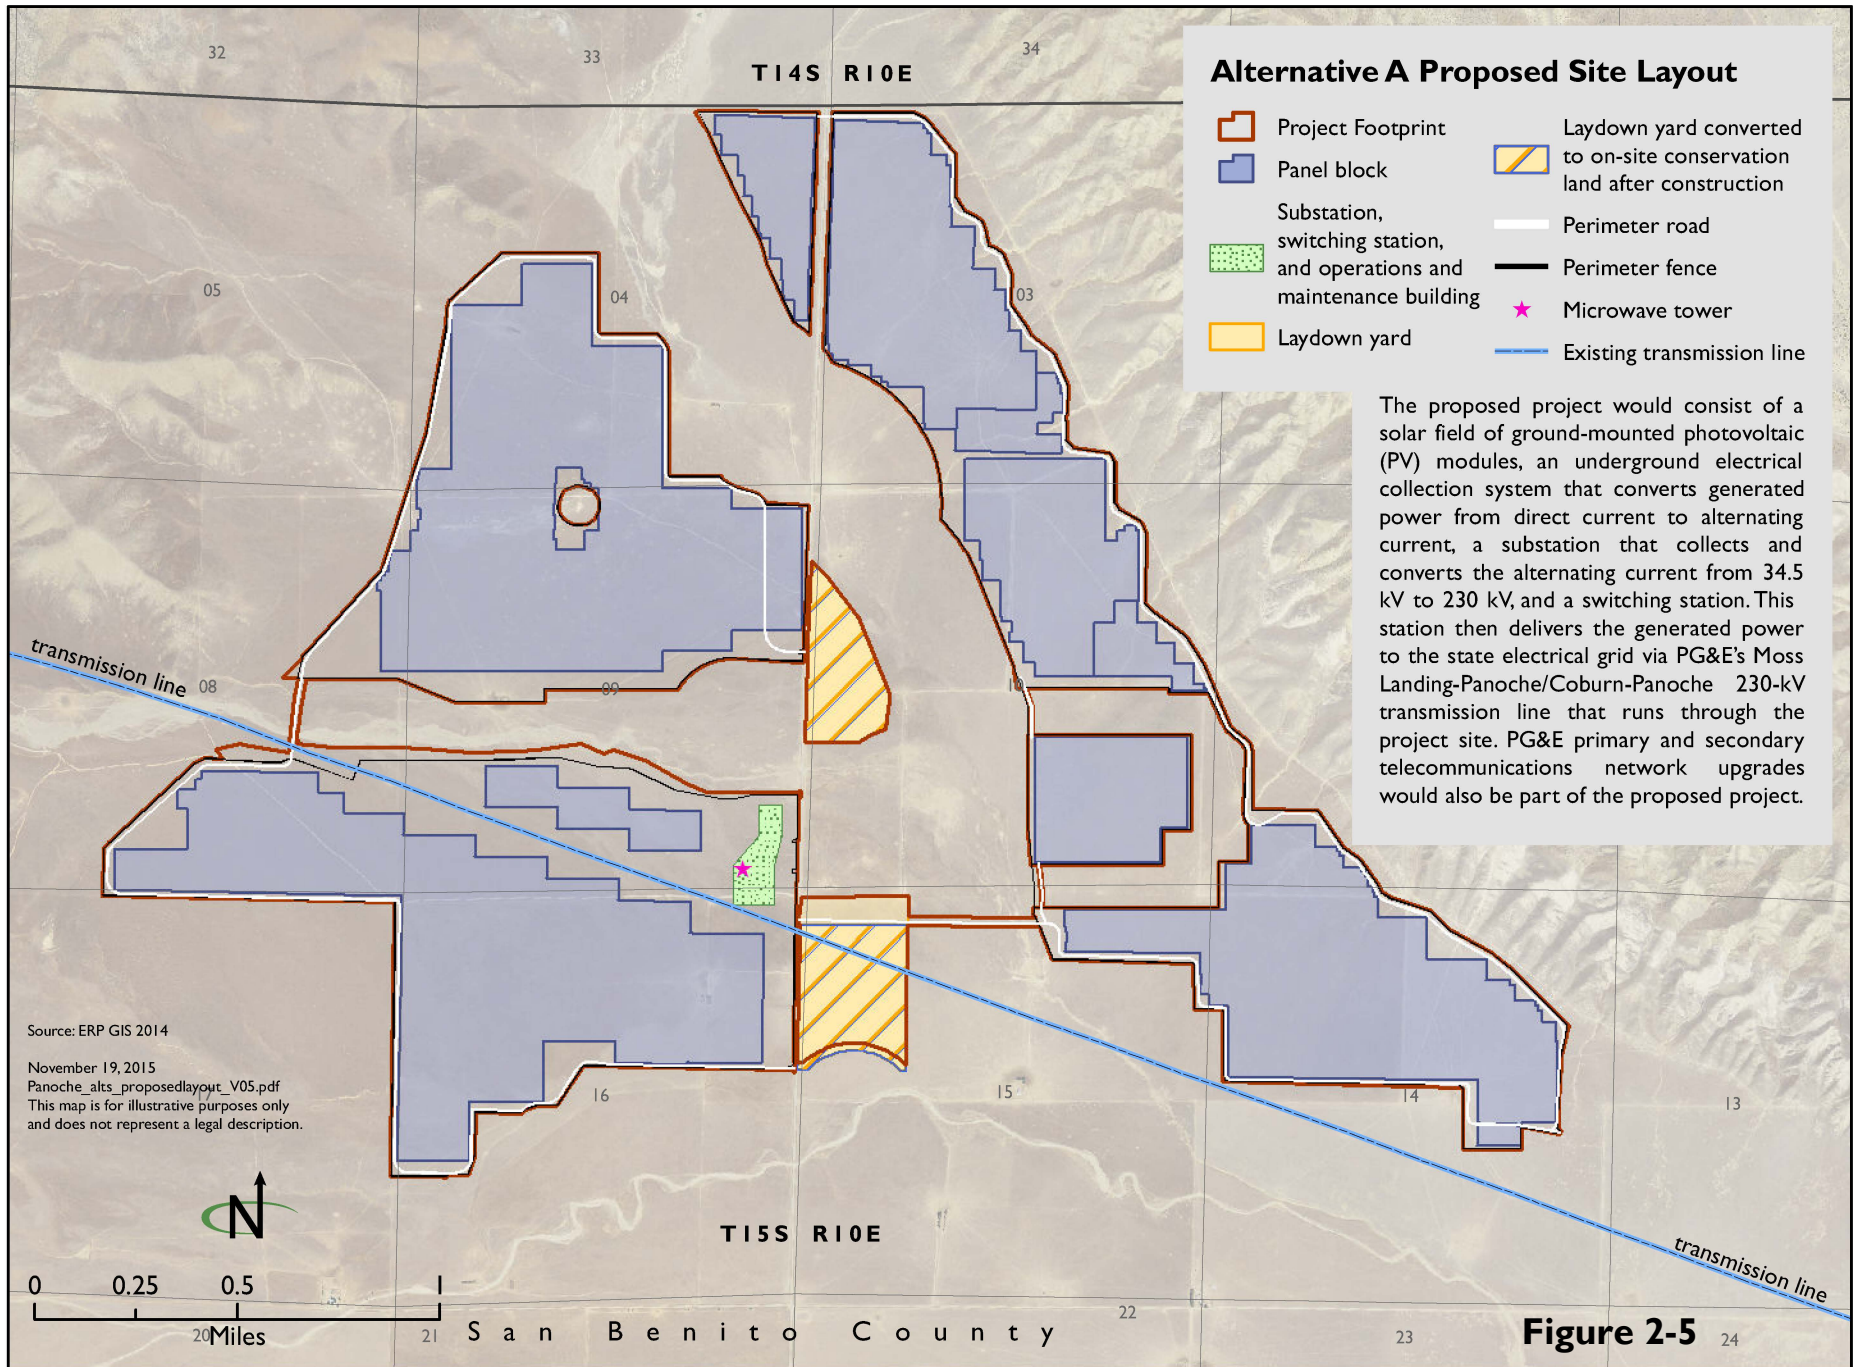 32
33
34
T14S R10E
Alternative A Proposed Site Layout
Project Footprint
Panel block
Substation,
switching station,
and operations and
maintenance building
Laydown yard
Laydown yard converted
to on-site conservation
land after construction
Perimeter road
Perimeter fence
Microwave tower
Existing transmission line
The proposed project would consist of a
solar field of ground-mounted photovoltaic
(PV) modules, an underground electrical
collection system that converts generated
power from direct current to alternating
current, a substation that collects and
converts the alternating current from 34.5
kV to 230 kV, and a switching station. This
station then delivers the generated power
to the state electrical grid via PG&E's Moss
Landing-Panoche/Coburn-Panoche 230-kV
transmission line that runs through the
project site. PG&E primary and secondary
telecommunications network upgrades
would also be part of the proposed project.
05
04
03
transmission line
08
09
10
Source: ERP GIS 2014
November 19, 2015
Panoche_alts_proposedlayout_V05.pdf
This map is for illustrative purposes only
and does not represent a legal description.
17
16
15
14
13
N
T15S R10E
transmission line
0 0.25 0.5 1
Miles
20
21
22
23
24
San Benito County
Figure 2-5